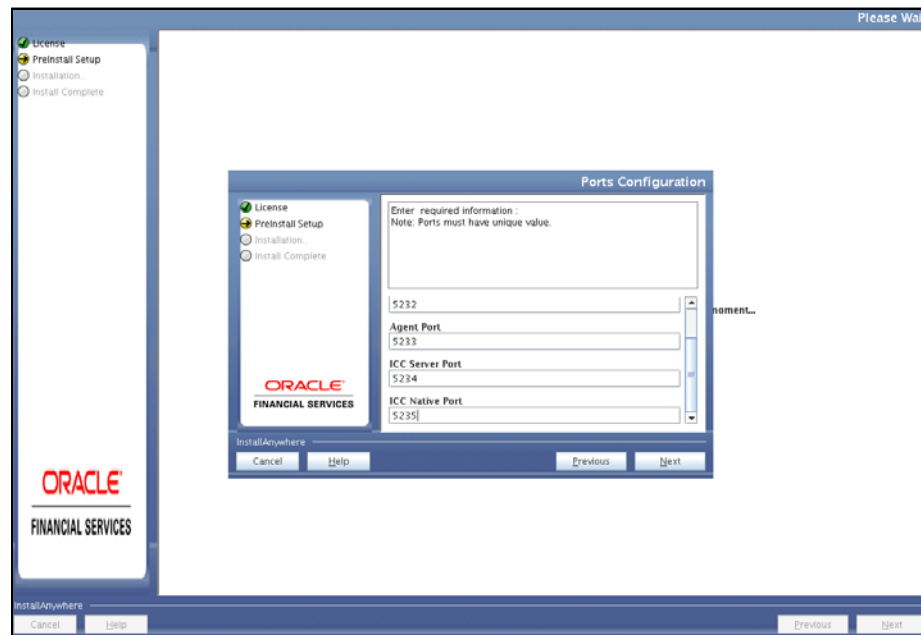 Please Wai
License
PreInstall Setup
Installation...
Install Complete
Ports Configuration
License
PreInstall Setup
Installation...
Install Complete
Enter required information :
Note: Ports must have unique value.
5232
Agent Port
5233
ICC Server Port
5234
ICC Native Port
5235
moment...
ORACLE
FINANCIAL SERVICES
InstallAnywhere
Cancel Help Previous Next
ORACLE
FINANCIAL SERVICES
InstallAnywhere
Cancel Help Previous Next